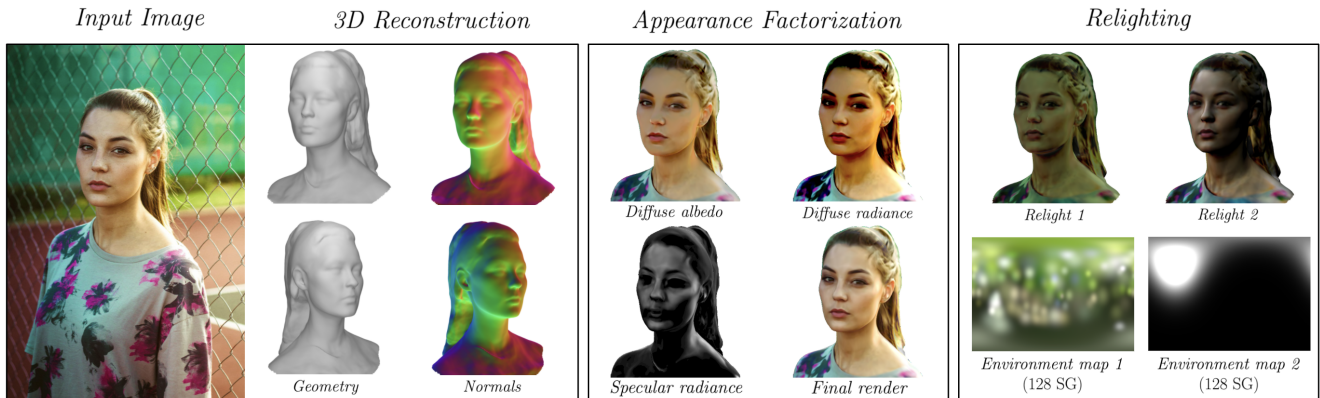 Input Image
3D Reconstruction
Appearance Factorization
Relighting
Diffuse albedo
Diffuse radiance
Relight 1
Relight 2
Geometry
Normals
Specular radiance
Final render
Environment map 1
(128 SG)
Environment map 2
(128 SG)